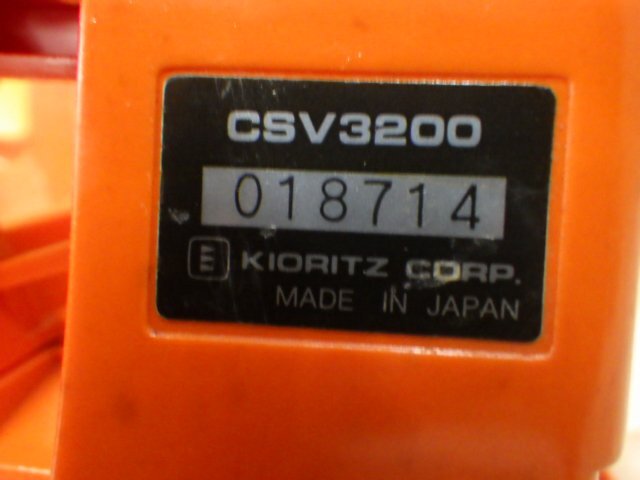 CSV3200
018714
KIORITZ CORP.
MADE IN JAPAN